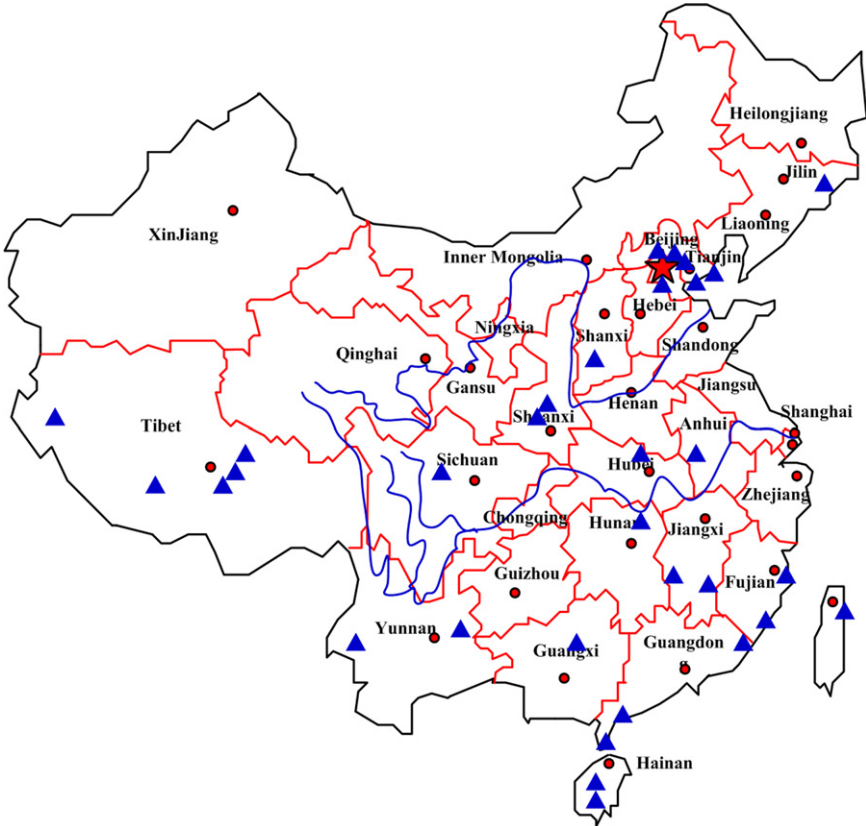 Heilongjiang
Jilin
Liaoning
XinJiang
Beijing
Tianjin
Inner Mongolia
Hebei
Ningxia
Shanxi
Shandong
Qinghai
Gansu
Jiangsu
Henan
Shanghai
Tibet
Shanxi
Anhui
Sichuan
Hubei
Zhejiang
Chongqing
Hunan
Jiangxi
Guizhou
Fujian
Yunnan
Guangxi
Guangdon
g
Hainan